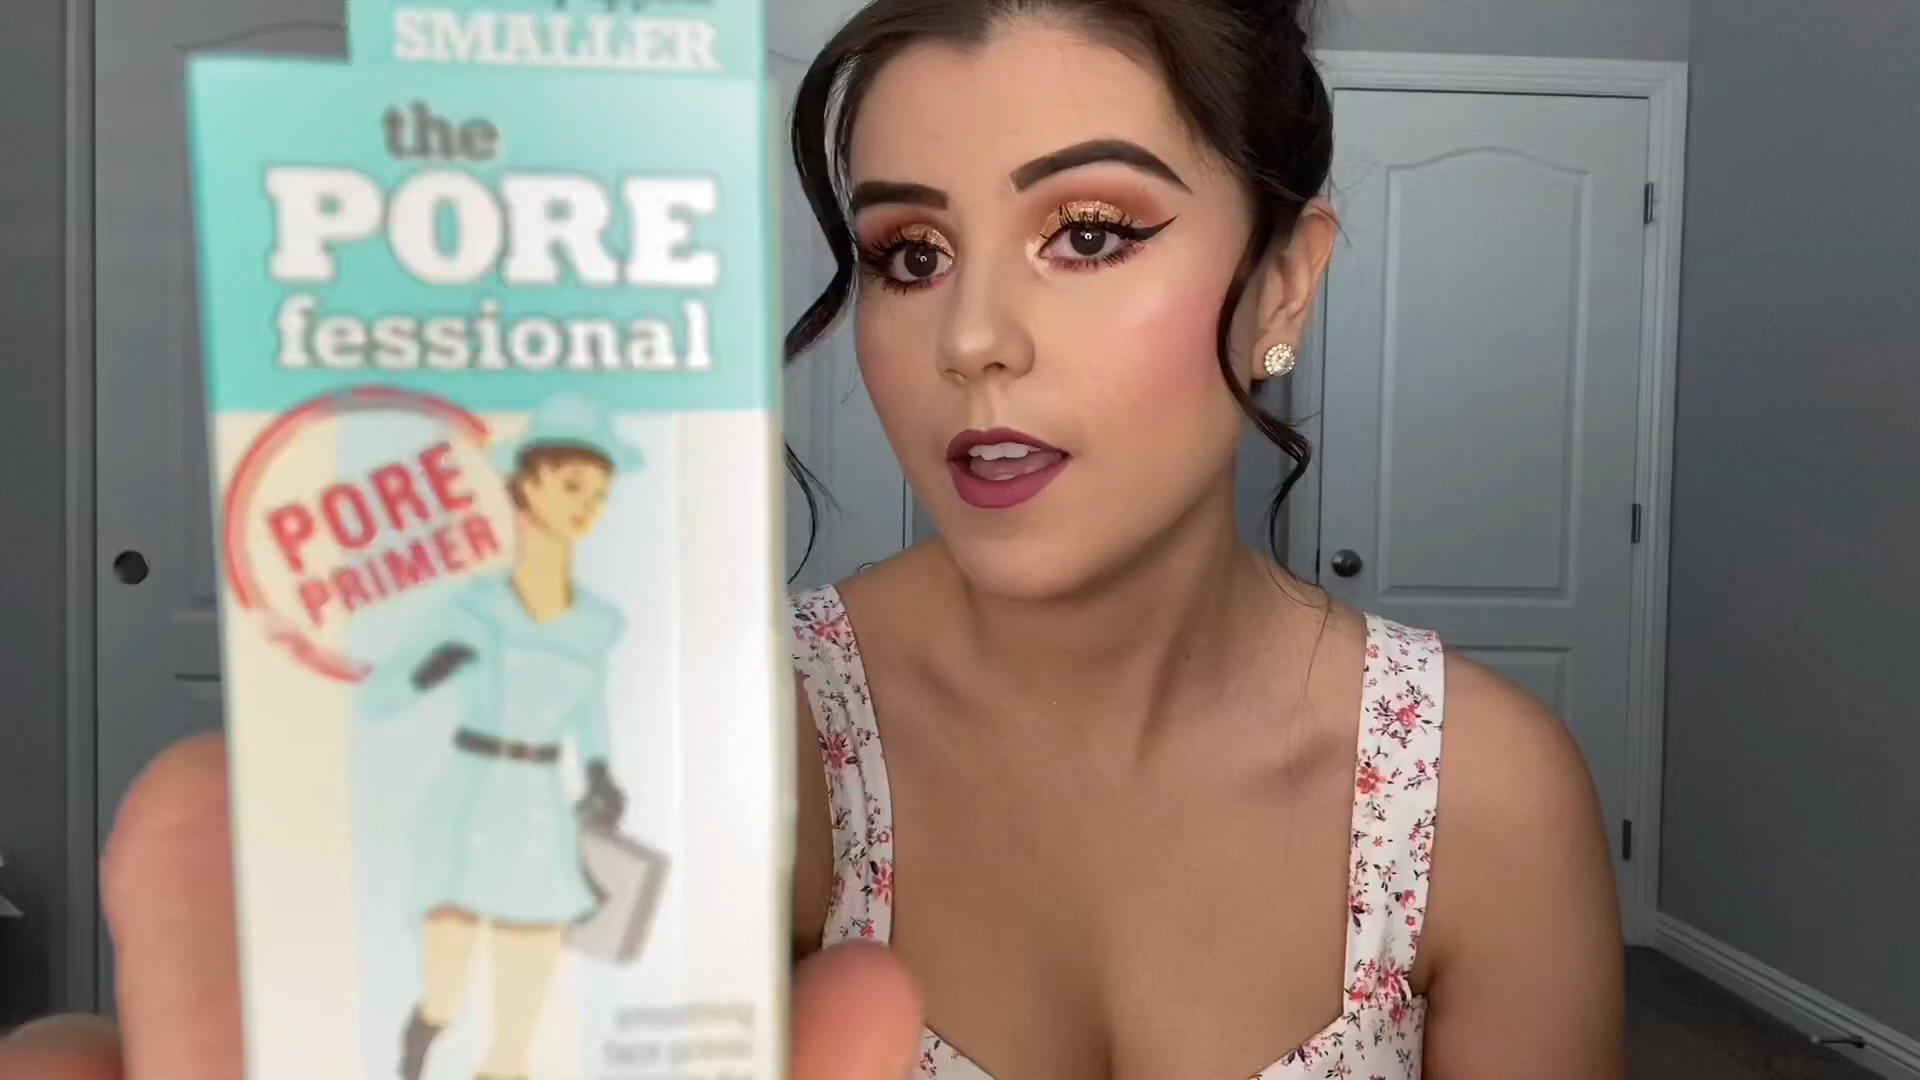 SMALLER
the
PORE
fessional
PORE
PRIMER